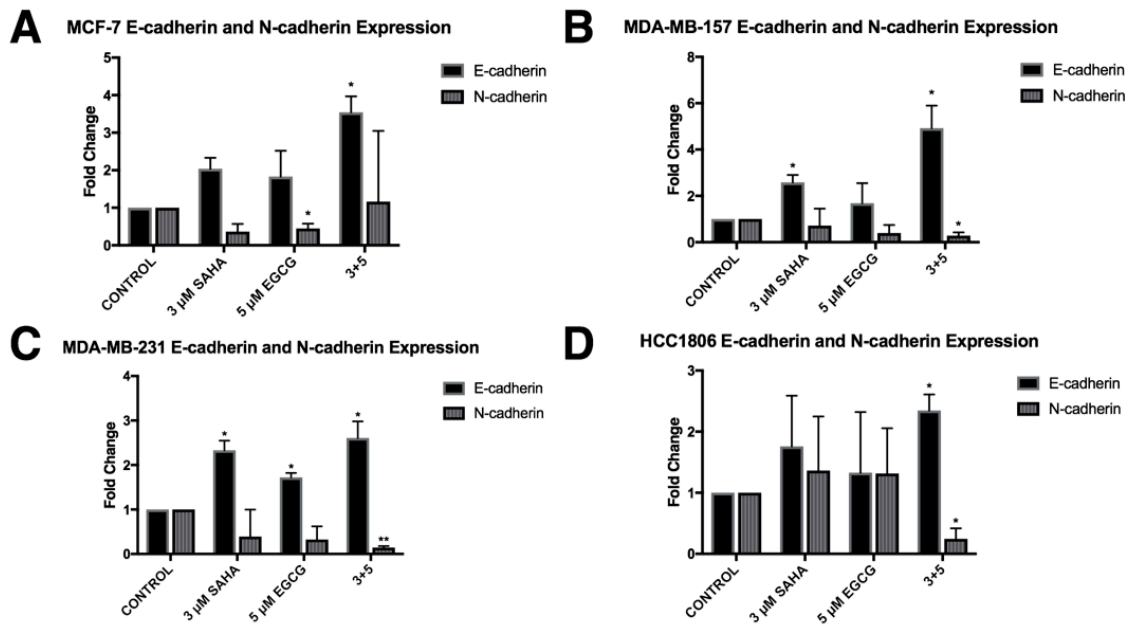 A
MCF-7 E-cadherin and N-cadherin Expression
Fold Change
5
4
3
2
1
0
*
*
E-cadherin
N-cadherin
CONTROL
3 µM SAHA
5 µM EGCG
3+5
B
MDA-MB-157 E-cadherin and N-cadherin Expression
Fold Change
8
6
4
2
0
*
*
*
E-cadherin
N-cadherin
CONTROL
3 µM SAHA
5 µM EGCG
3+5
C
MDA-MB-231 E-cadherin and N-cadherin Expression
Fold Change
4
3
2
1
0
*
*
*
**
E-cadherin
N-cadherin
CONTROL
3 µM SAHA
5 µM EGCG
3+5
D
HCC1806 E-cadherin and N-cadherin Expression
Fold Change
3
2
1
0
*
*
E-cadherin
N-cadherin
CONTROL
3 µM SAHA
5 µM EGCG
3+5